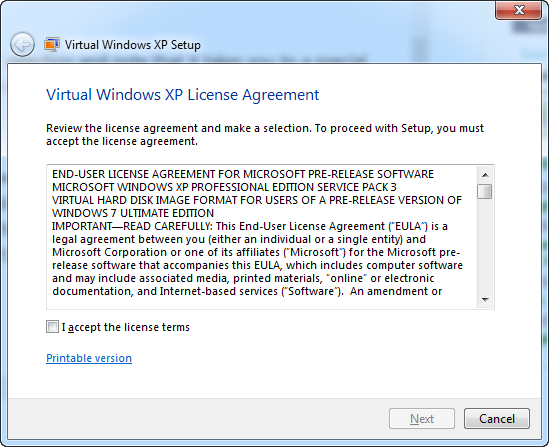 Virtual Windows XP Setup
Virtual Windows XP License Agreement
Review the license agreement and make a selection. To proceed with Setup, you must
accept the license agreement.
END-USER LICENSE AGREEMENT FOR MICROSOFT PRE-RELEASE SOFTWARE
MICROSOFT WINDOWS XP PROFESSIONAL EDITION SERVICE PACK 3
VIRTUAL HARD DISK IMAGE FORMAT FOR USERS OF A PRE-RELEASE VERSION OF
WINDOWS 7 ULTIMATE EDITION
IMPORTANT—READ CAREFULLY: This End-User License Agreement (“EULA”) is a
legal agreement between you (either an individual or a single entity) and
Microsoft Corporation or one of its affiliates (“Microsoft”) for the Microsoft pre-
release software that accompanies this EULA, which includes computer software
and may include associated media, printed materials, “online” or electronic
documentation, and Internet-based services (“Software”).  An amendment or
I accept the license terms
Printable version
Next
Cancel